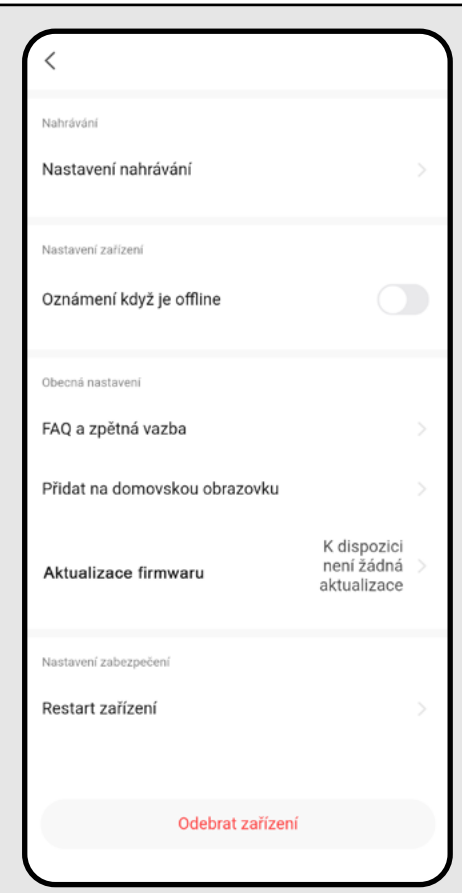 Nahrávání
Nastavení nahrávání
Nastavení zařízení
Oznámení když je offline
Obecná nastavení
FAQ a zpětná vazba
Přidat na domovskou obrazovku
Aktualizace firmwaru
K dispozici
není žádná
aktualizace
Nastavení zabezpečení
Restart zařízení
Odebrat zařízení